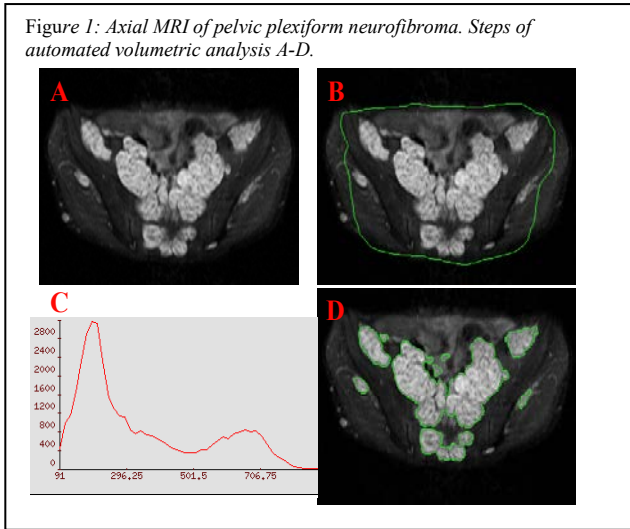 Figure 1: Axial MRI of pelvic plexiform neurofibroma. Steps of
automated volumetric analysis A-D.
A
B
C
2800
2400
2000
1600
1200
800
400
0
91 296.25 501.5 706.75
D